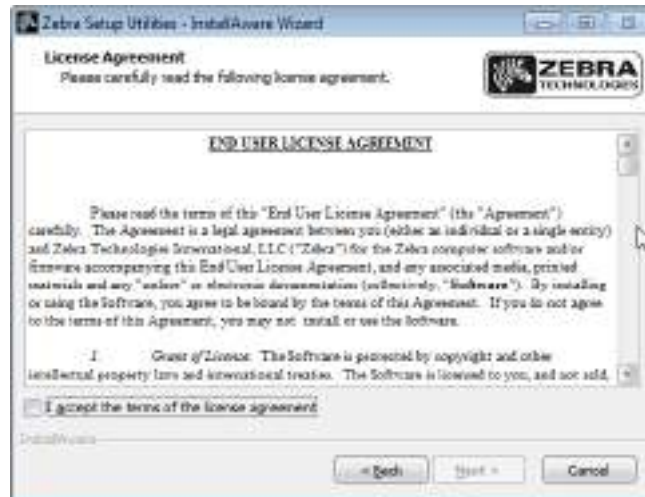 Zebra Setup Utilities - InstallAware Wizard
License Agreement
Please carefully read the following license agreement.
ZEBRA
TECHNOLOGIES
END USER LICENSE AGREEMENT
Please read the terms of this "End User License Agreement" (the "Agreement")
carefully. The Agreement is a legal agreement between you (either as individual or a single entity)
and Zebra Technologies International, LLC ("Zebra") for the Zebra computer software and/or
firmware accompanying this End User License Agreement, and any associated media, printed
materials and any "online" or electronic documentation (collectively, "Software"). By installing
or using the Software, you agree to be bound by the terms of this Agreement. If you do not agree
to the terms of this Agreement, you may not install or use the Software.
1. Grant of License. The Software is protected by copyright and other
intellectual property laws and international treaties. The Software is licensed to you, and not sold,
I accept the terms of the license agreement
InstallAware
< Back
Next >
Cancel